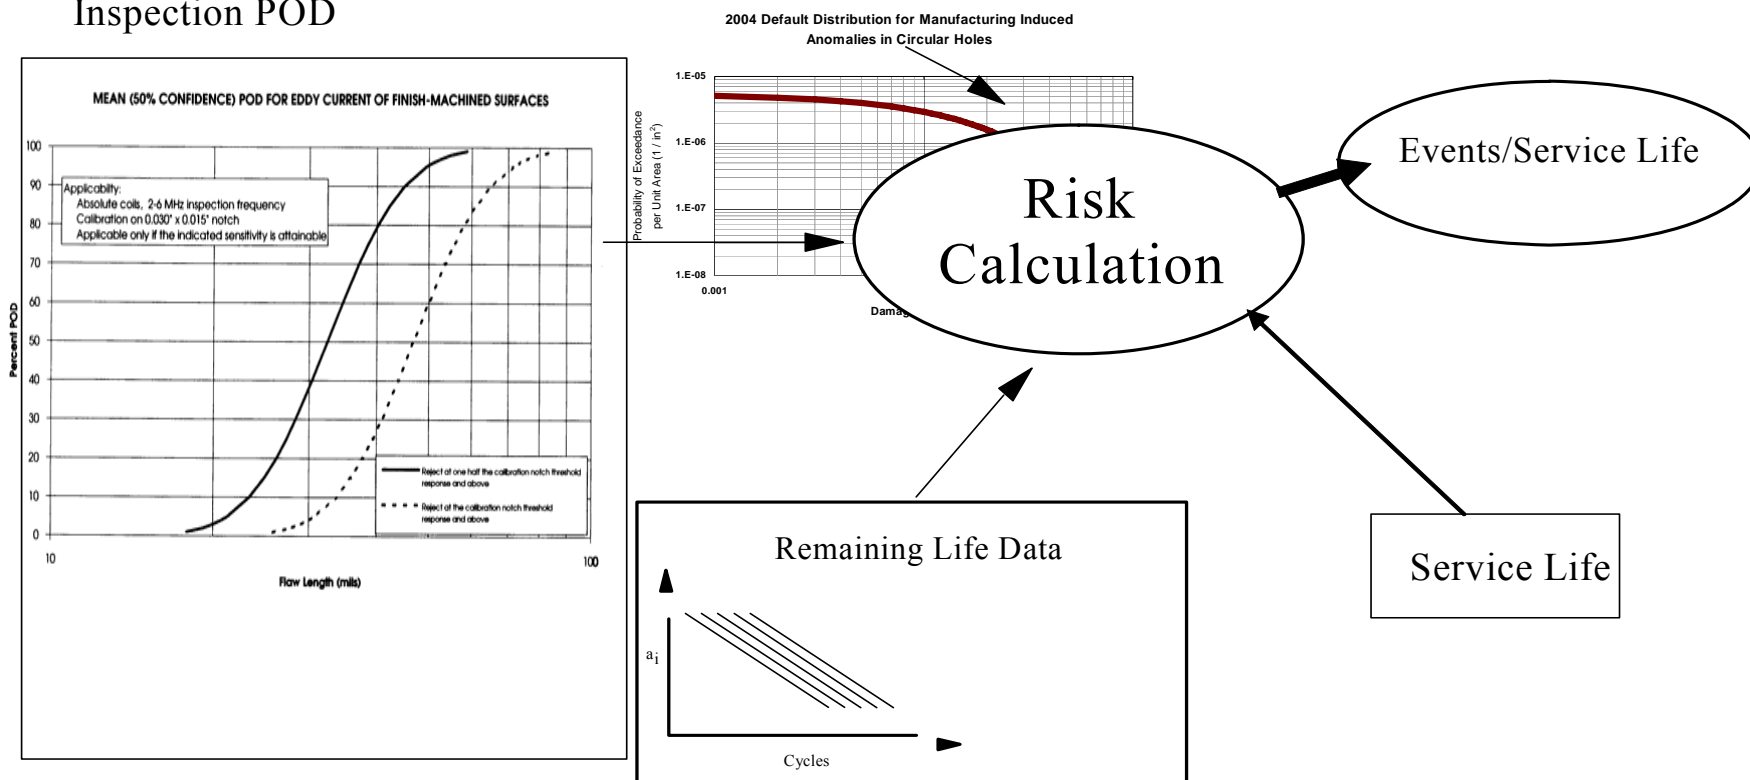 Inspection POD
MEAN (50% CONFIDENCE) POD FOR EDDY CURRENT OF FINISH-MACHINED SURFACES
100
90
80
70
60
50
40
30
20
10
0
Percent POD
Applicability:
Absolute coils, 2-6 MHz inspection frequency
Calibration on 0.030" x 0.015" notch
Applicable only if the indicated sensitivity is attainable
Reject at one half the calibration notch threshold
response and above
Reject at the calibration notch threshold
response and above
10
100
Flaw Length (mils)
2004 Default Distribution for Manufacturing Induced
Anomalies in Circular Holes
Probability of Exceedance
per Unit Area (1 / in²)
1.E-05
1.E-06
1.E-07
1.E-08
0.001
Risk
Calculation
Events/Service Life
Remaining Life Data
ai
Cycles
Service Life